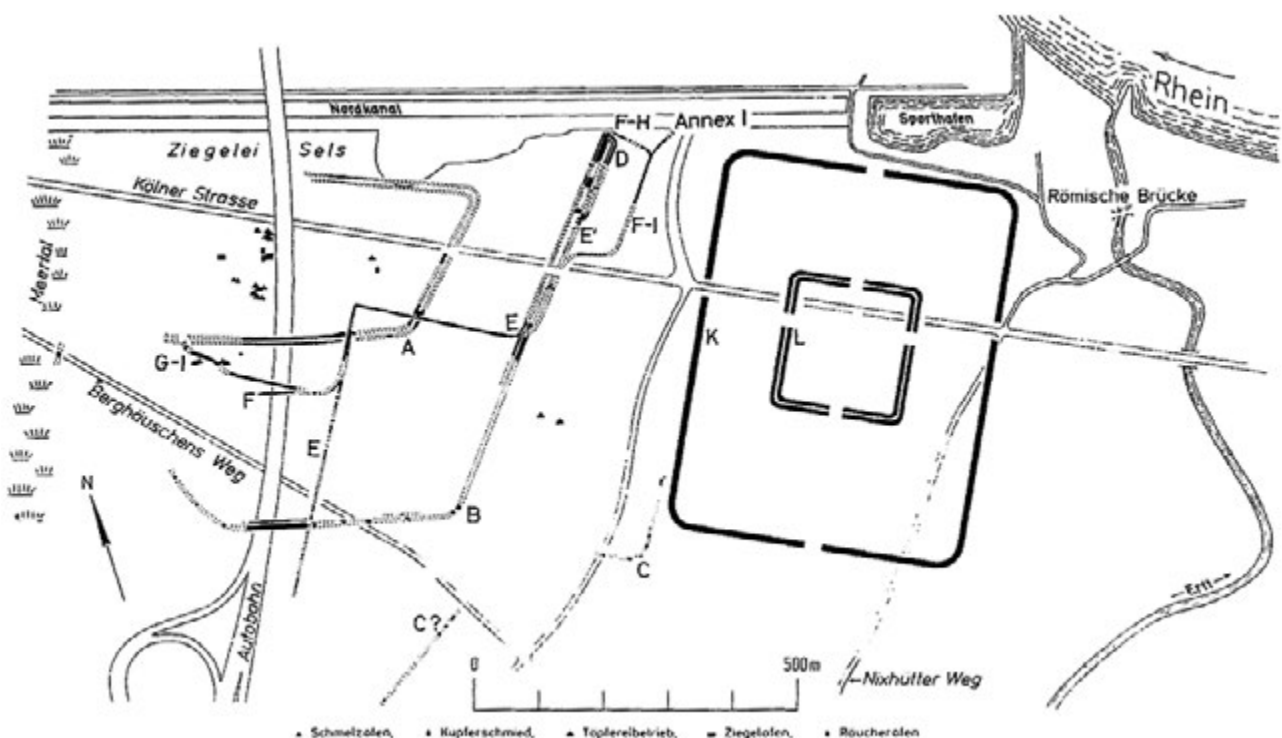 Rhein
Nordkanal
F-H
Annex I
Sporthafen
Ziegelei Sels
D
Kölner Strasse
Römische Brücke
E'
F-I
Meertal
A
E
K
L
G-I
F
Berghäuschens Weg
E
N
B
C
Erft
C?
Autobahn
0
500m
Nixhütter Weg
Schmelzofen, Kupferschmied, Töpfereibetrieb, Ziegelofen, Räucherofen